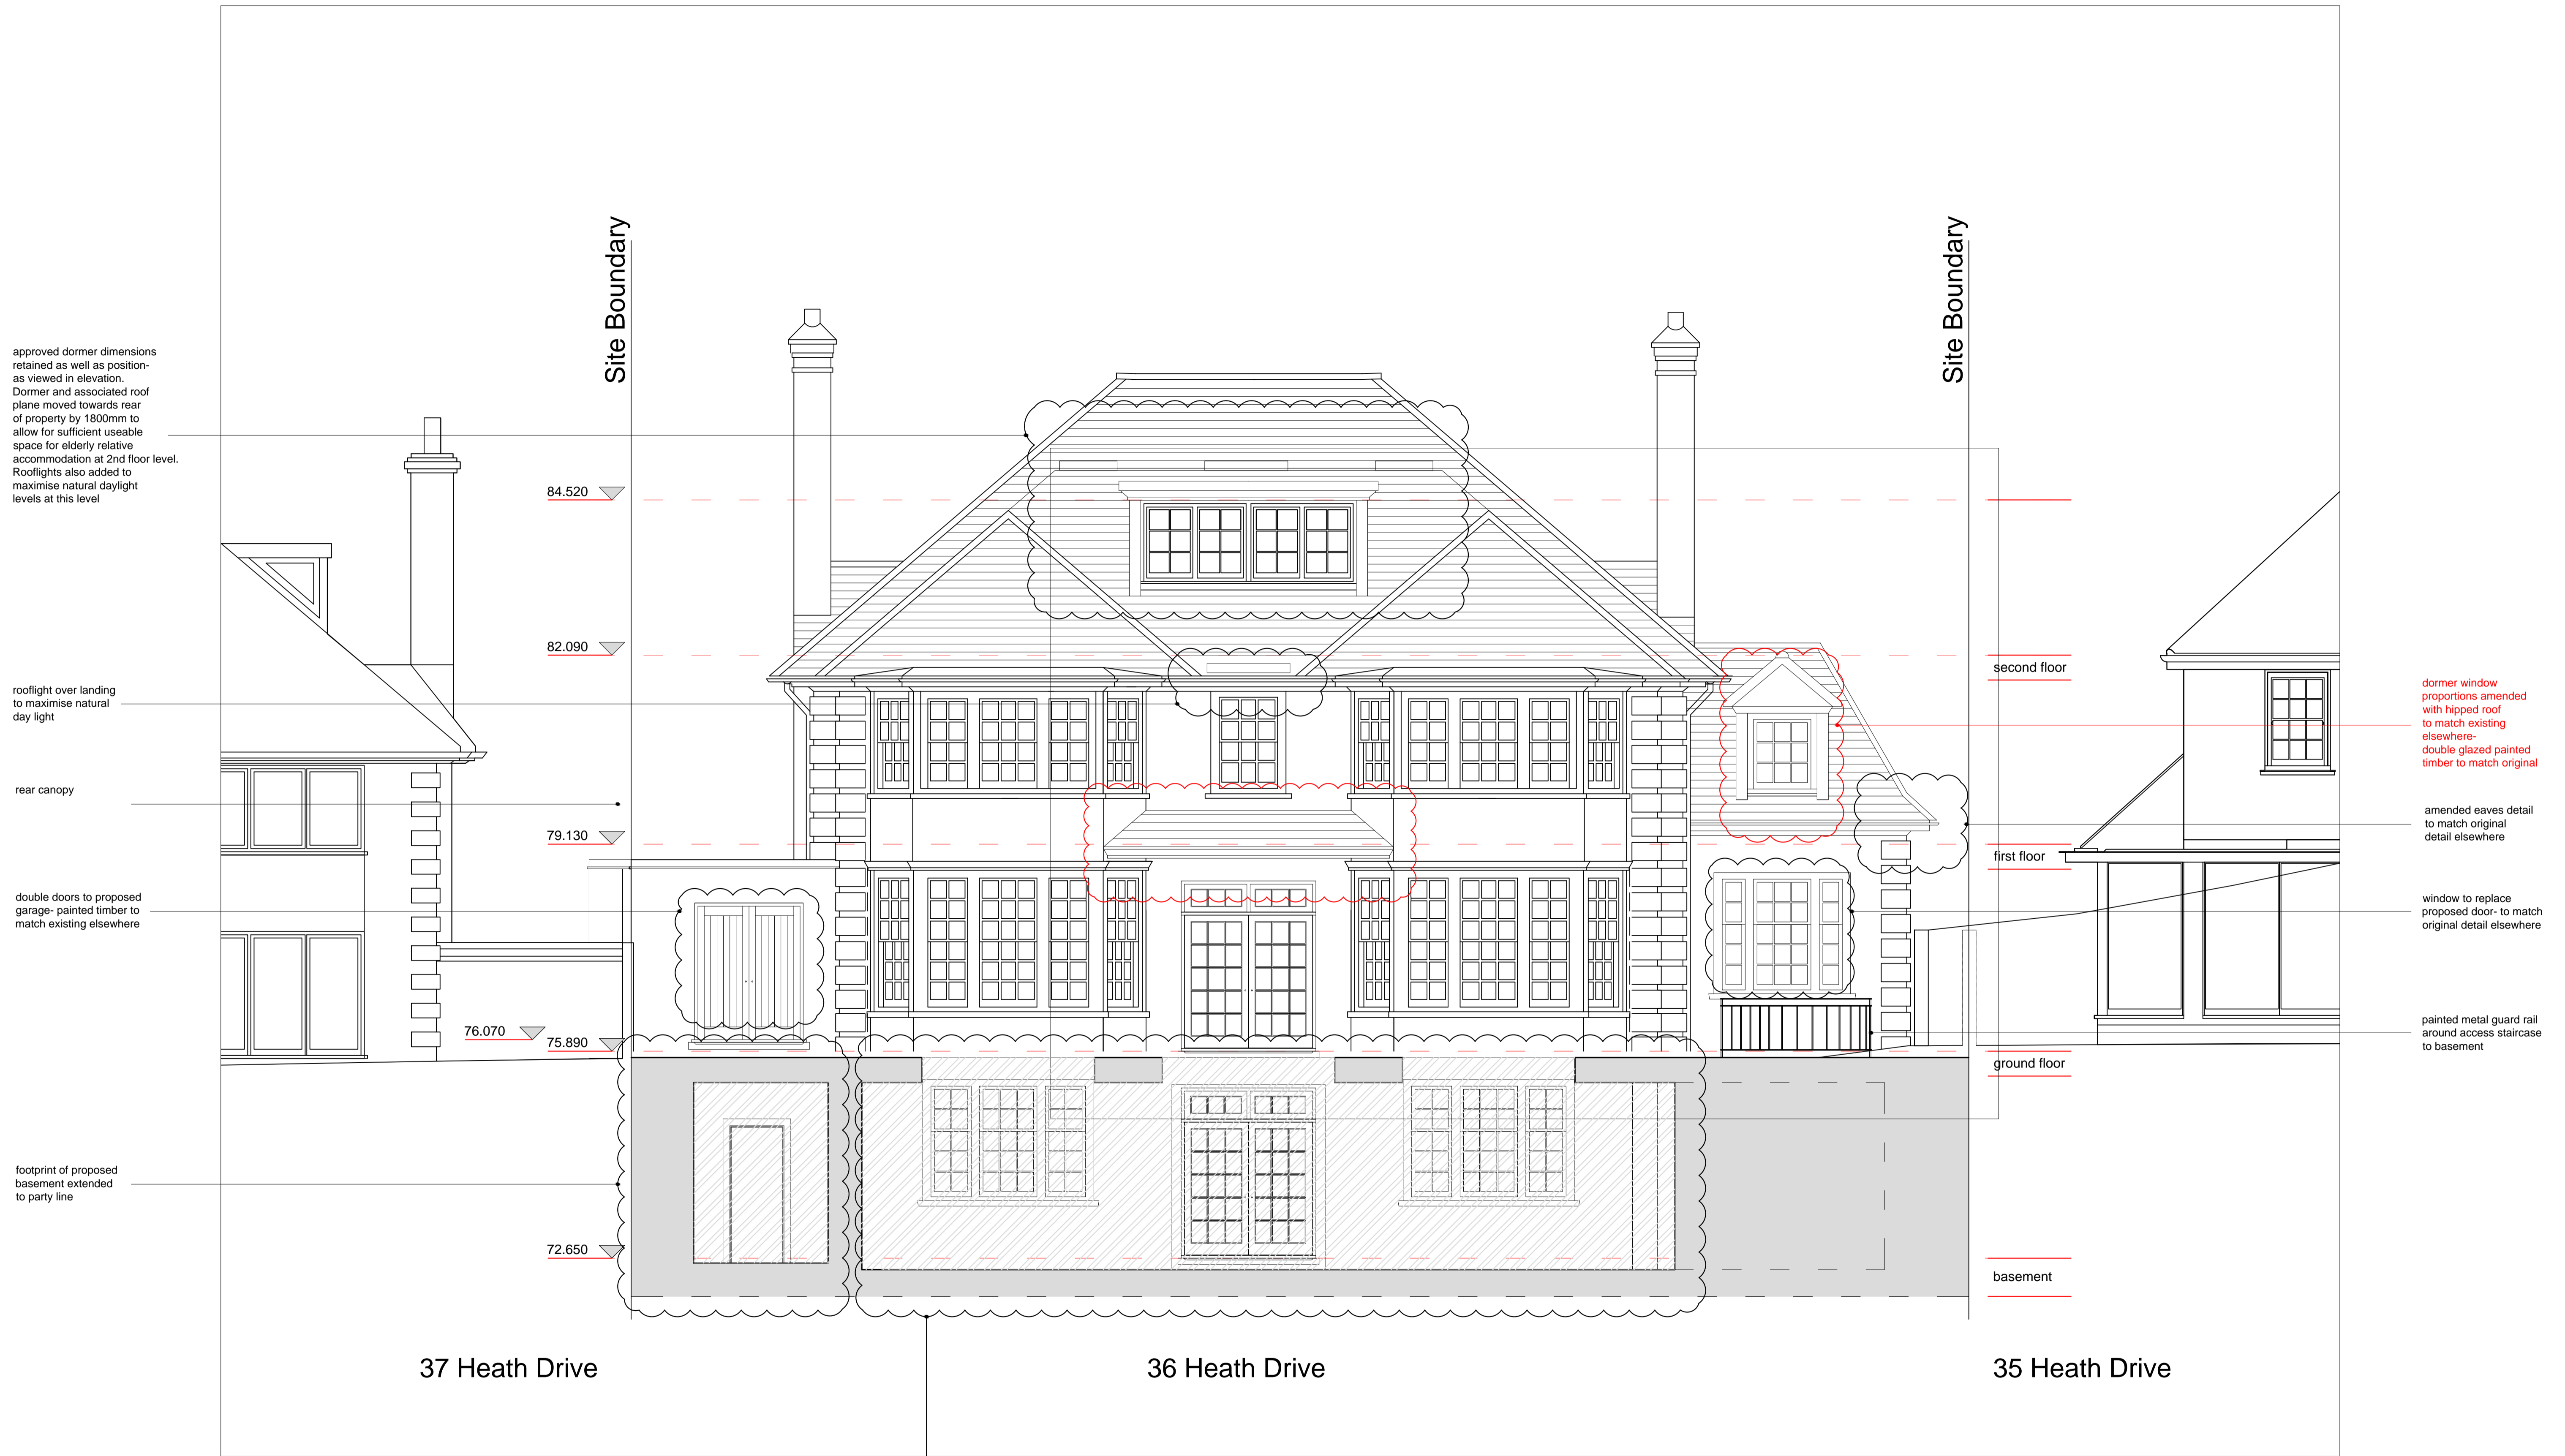 Site Boundary
Site Boundary
approved dormer dimensions
retained as well as position-
as viewed in elevation.
Dormer and associated roof
plane moved towards rear
of property by 1800mm to
allow for sufficient useable
space for elderly relative
accommodation at 2nd floor level.
Rooflights also added to
maximise natural daylight
levels at this level
84.520
82.090
second floor
rooflight over landing
to maximise natural
day light
dormer window
proportions amended
with hipped roof
to match existing
elsewhere-
double glazed painted
timber to match original
rear canopy
79.130
amended eaves detail
to match original
detail elsewhere
first floor
double doors to proposed
garage- painted timber to
match existing elsewhere
window to replace
proposed door- to match
original detail elsewhere
76.070
75.890
painted metal guard rail
around access staircase
to basement
ground floor
footprint of proposed
basement extended
to party line
72.650
basement
37 Heath Drive
36 Heath Drive
35 Heath Drive